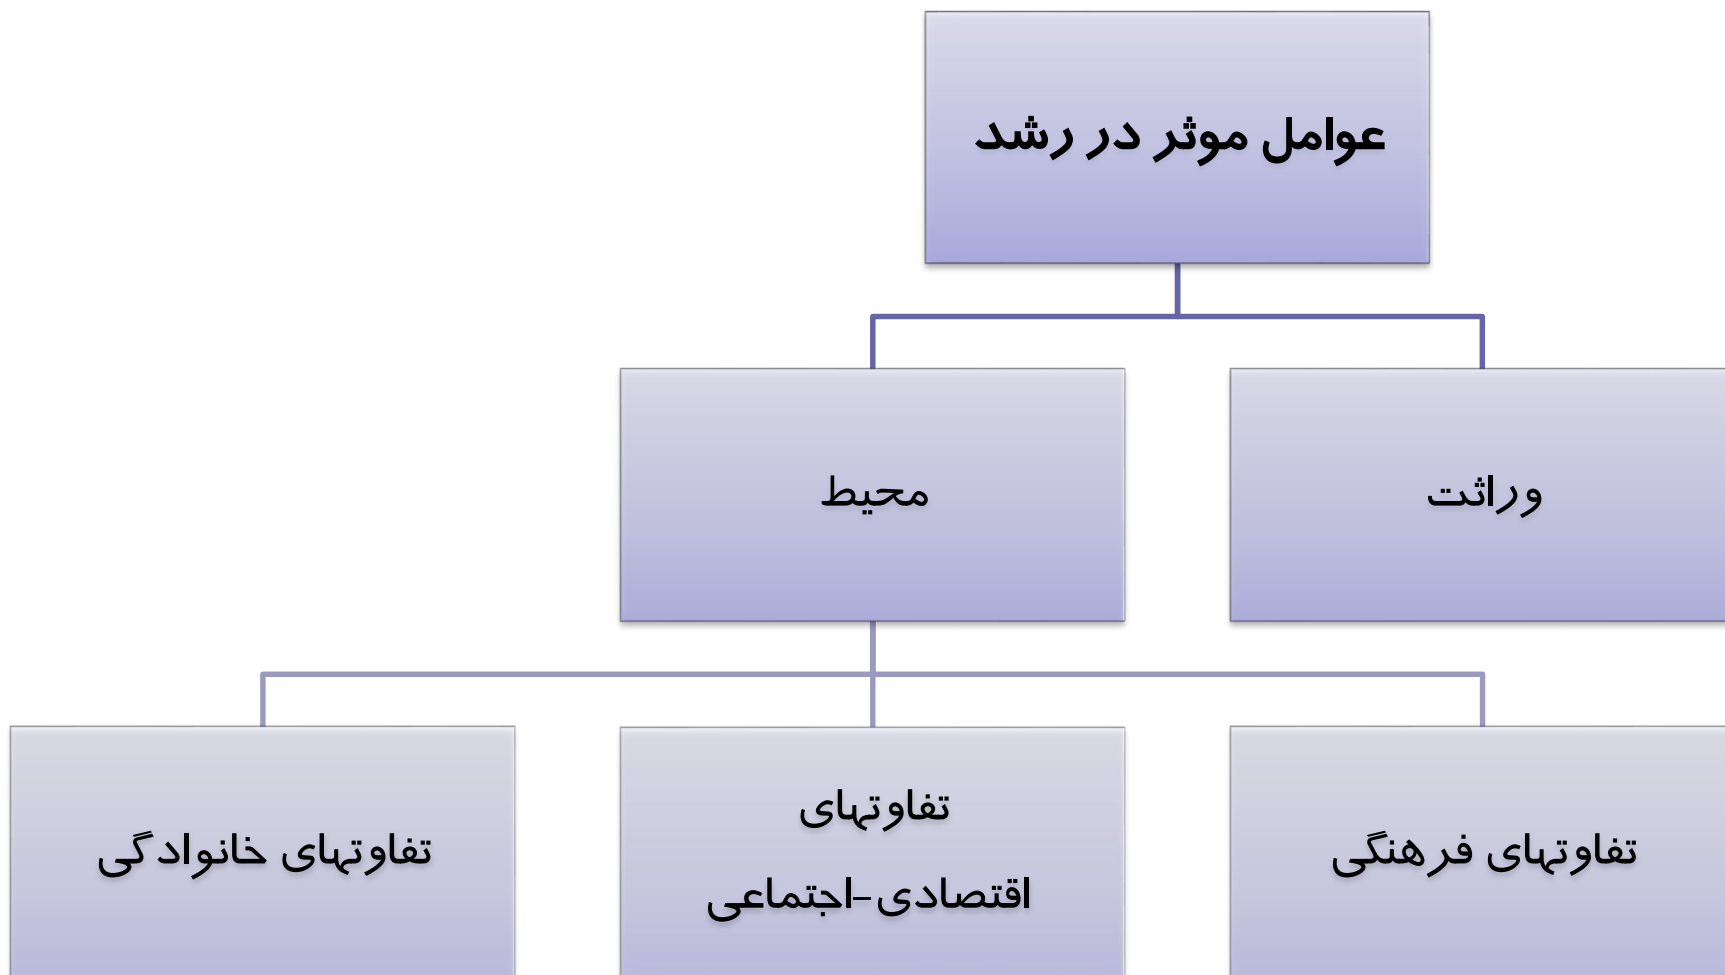 عوامل موثر در رشد
وراثت
محیط
تفاوتهای فرهنگی
تفاوتهای
اقتصادی-اجتماعی
تفاوتهای خانوادگی